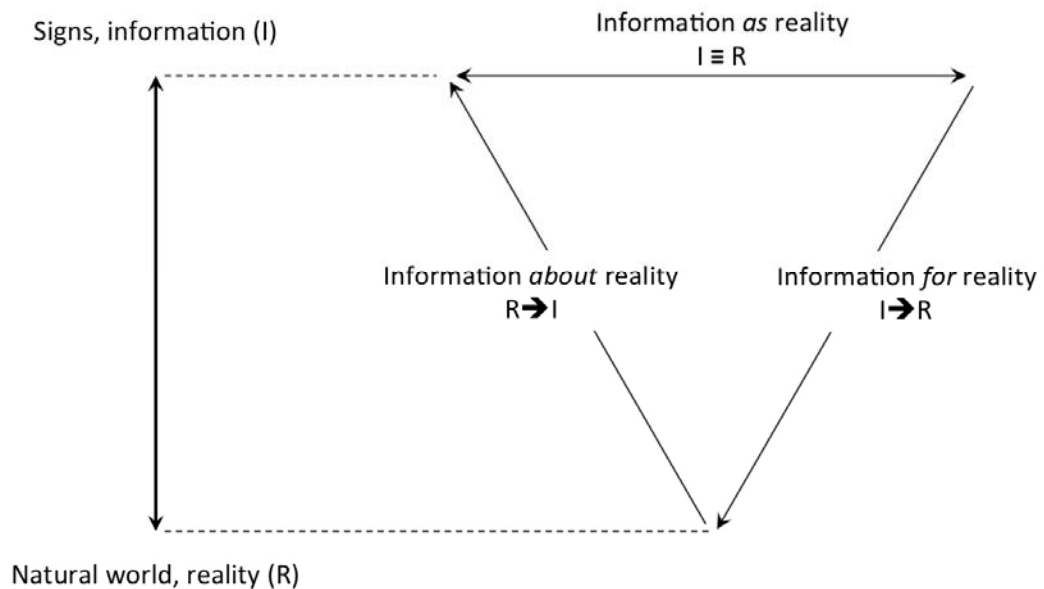 Signs, information (I)
Information as reality
I ≡ R
Information about reality
R➔I
Information for reality
I➔R
Natural world, reality (R)